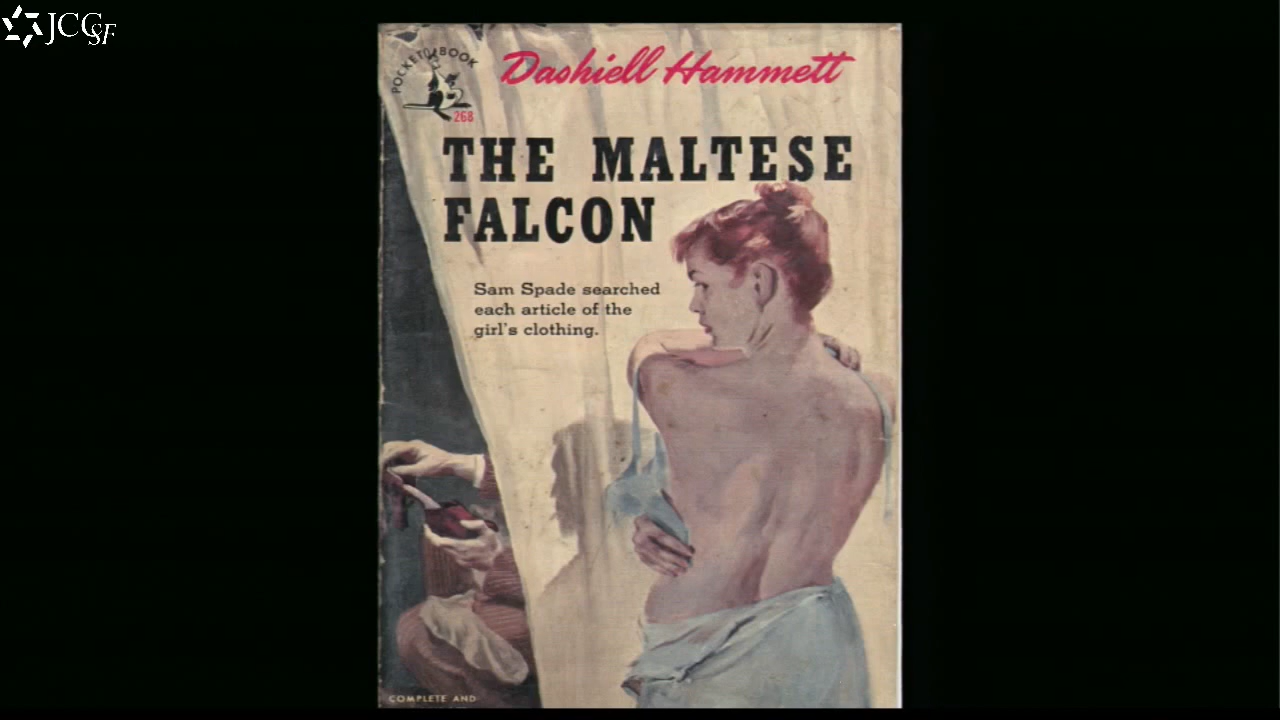 JCCSF
POCKET BOOK
268
Dashiell Hammett
THE MALTESE
FALCON
Sam Spade searched
each article of the
girl's clothing.
COMPLETE AND